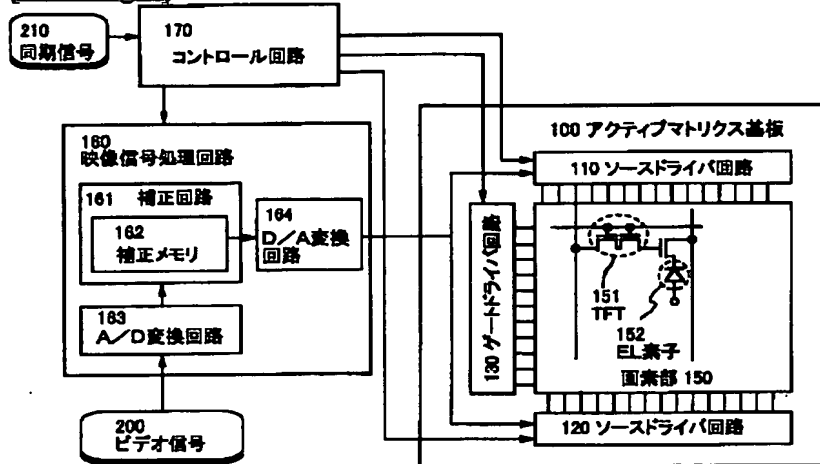 210
同期信号
170
コントロール回路
160
映像信号処理回路
161 補正回路
162
補正メモリ
164
D/A変換
回路
163
A/D変換回路
200
ビデオ信号
100 アクティブマトリクス基板
110 ソースドライバ回路
130 ゲートドライバ回路
151
TFT
152
EL素子
画素部 150
120 ソースドライバ回路